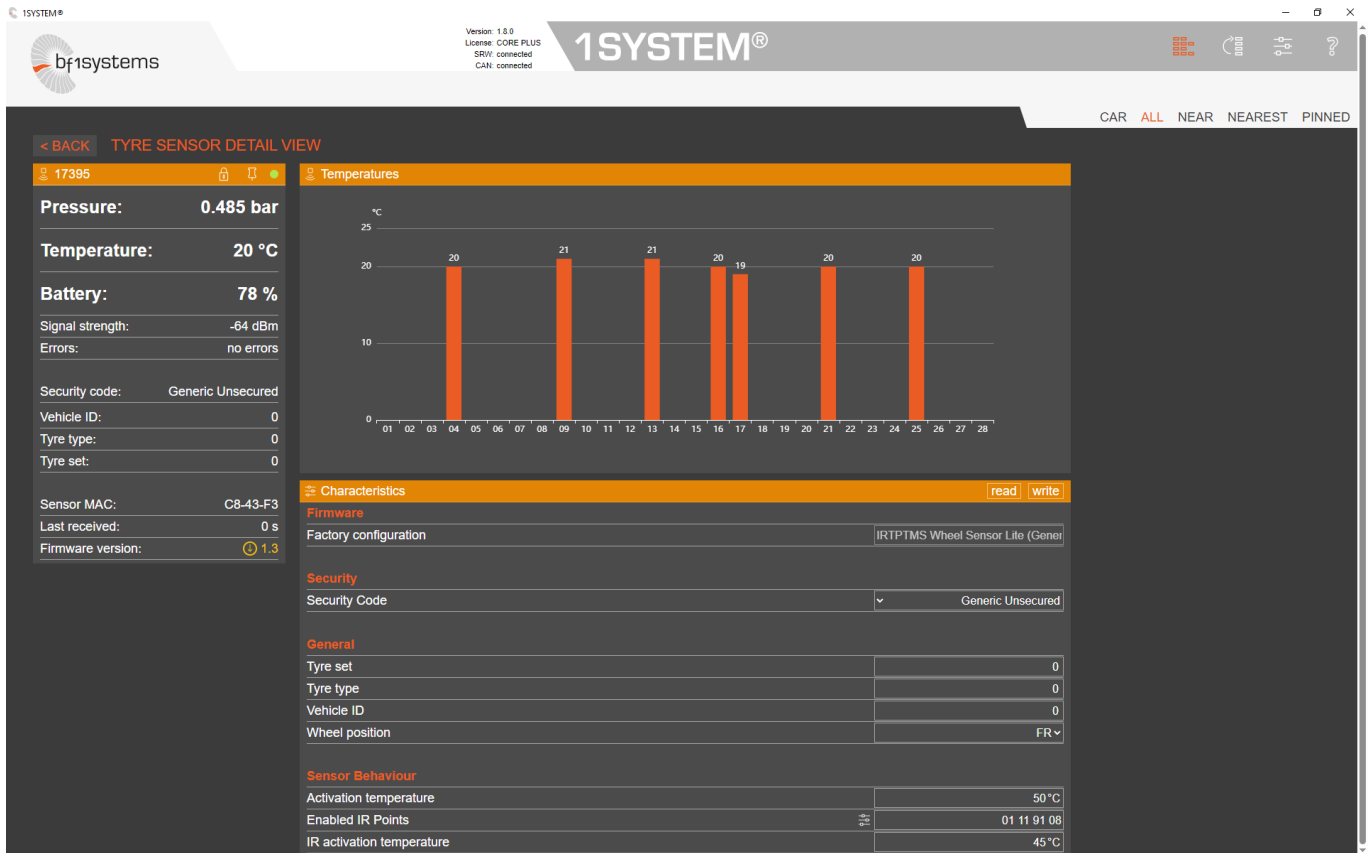 1SYSTEM®
bf1systems
Version: 1.8.0
License: CORE PLUS
SRW: connected
CAN: connected
1SYSTEM®
CAR ALL NEAR NEAREST PINNED
< BACK TYRE SENSOR DETAIL VIEW
17395
Pressure: 0.485 bar
Temperature: 20 °C
Battery: 78 %
Signal strength: -64 dBm
Errors: no errors
Security code: Generic Unsecured
Vehicle ID: 0
Tyre type: 0
Tyre set: 0
Sensor MAC: C8-43-F3
Last received: 0 s
Firmware version: 1.3
Temperatures
°C
25
20
10
0
20 21 21 20 19 20 20
01 02 03 04 05 06 07 08 09 10 11 12 13 14 15 16 17 18 19 20 21 22 23 24 25 26 27 28
Characteristics read write
Firmware
Factory configuration IRTPTMS Wheel Sensor Lite (Gener
Security
Security Code Generic Unsecured
General
Tyre set 0
Tyre type 0
Vehicle ID 0
Wheel position FR
Sensor Behaviour
Activation temperature 50°C
Enabled IR Points 01 11 91 08
IR activation temperature 45°C